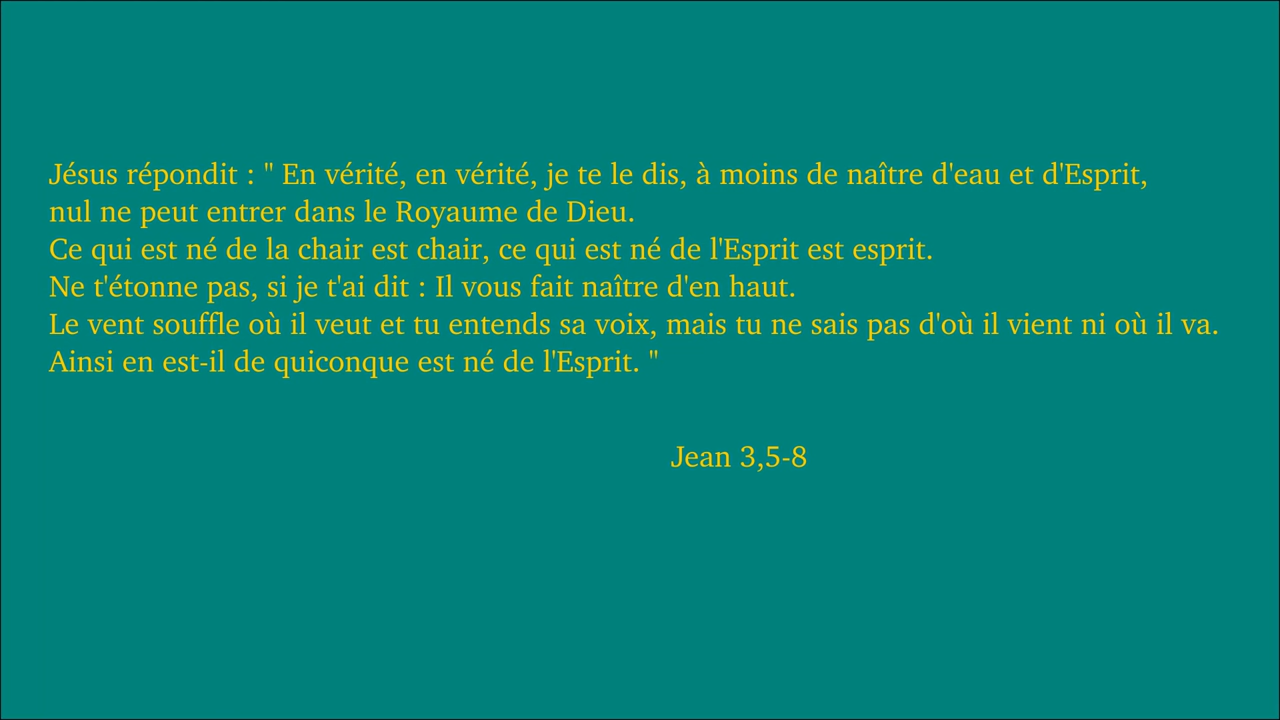 Jésus répondit : " En vérité, en vérité, je te le dis, à moins de naître d'eau et d'Esprit,
nul ne peut entrer dans le Royaume de Dieu.
Ce qui est né de la chair est chair, ce qui est né de l'Esprit est esprit.
Ne t'étonne pas, si je t'ai dit : Il vous fait naître d'en haut.
Le vent souffle où il veut et tu entends sa voix, mais tu ne sais pas d'où il vient ni où il va.
Ainsi en est-il de quiconque est né de l'Esprit. "
Jean 3,5-8